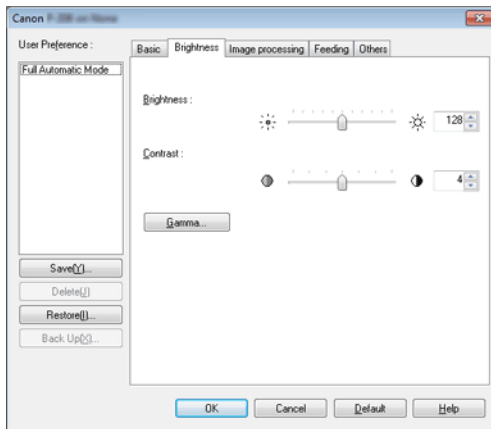 Canon
User Preference :
Full Automatic Mode
Save(Y)...
Delete(J)
Restore(I)...
Back Up(X)...
Basic
Brightness
Image processing
Feeding
Others
Brightness :
128
Contrast :
4
Gamma...
OK
Cancel
Default
Help